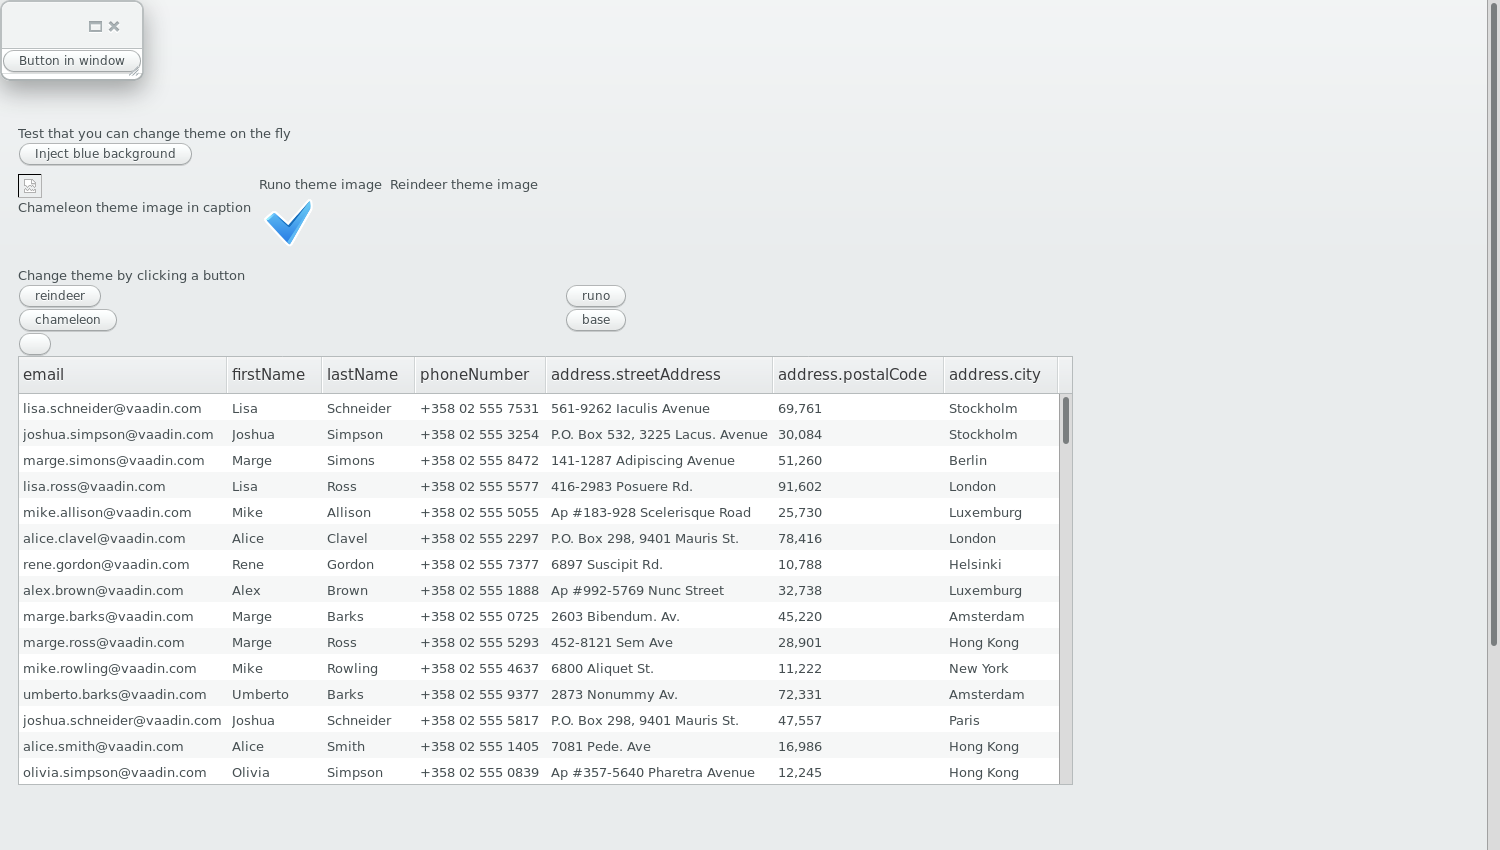 Button in window
Test that you can change theme on the fly
Inject blue background
Runo theme image Reindeer theme image
Chameleon theme image in caption
Change theme by clicking a button
reindeer runo
chameleon base
email firstName lastName phoneNumber address.streetAddress address.postalCode address.city
lisa.schneider@vaadin.com Lisa Schneider +358 02 555 7531 561-9262 Iaculis Avenue 69,761 Stockholm
joshua.simpson@vaadin.com Joshua Simpson +358 02 555 3254 P.O. Box 532, 3225 Lacus. Avenue 30,084 Stockholm
marge.simons@vaadin.com Marge Simons +358 02 555 8472 141-1287 Adipiscing Avenue 51,260 Berlin
lisa.ross@vaadin.com Lisa Ross +358 02 555 5577 416-2983 Posuere Rd. 91,602 London
mike.allison@vaadin.com Mike Allison +358 02 555 5055 Ap #183-928 Scelerisque Road 25,730 Luxemburg
alice.clavel@vaadin.com Alice Clavel +358 02 555 2297 P.O. Box 298, 9401 Mauris St. 78,416 London
rene.gordon@vaadin.com Rene Gordon +358 02 555 7377 6897 Suscipit Rd. 10,788 Helsinki
alex.brown@vaadin.com Alex Brown +358 02 555 1888 Ap #992-5769 Nunc Street 32,738 Luxemburg
marge.barks@vaadin.com Marge Barks +358 02 555 0725 2603 Bibendum. Av. 45,220 Amsterdam
marge.ross@vaadin.com Marge Ross +358 02 555 5293 452-8121 Sem Ave 28,901 Hong Kong
mike.rowling@vaadin.com Mike Rowling +358 02 555 4637 6800 Aliquet St. 11,222 New York
umberto.barks@vaadin.com Umberto Barks +358 02 555 9377 2873 Nonummy Av. 72,331 Amsterdam
joshua.schneider@vaadin.com Joshua Schneider +358 02 555 5817 P.O. Box 298, 9401 Mauris St. 47,557 Paris
alice.smith@vaadin.com Alice Smith +358 02 555 1405 7081 Pede. Ave 16,986 Hong Kong
olivia.simpson@vaadin.com Olivia Simpson +358 02 555 0839 Ap #357-5640 Pharetra Avenue 12,245 Hong Kong